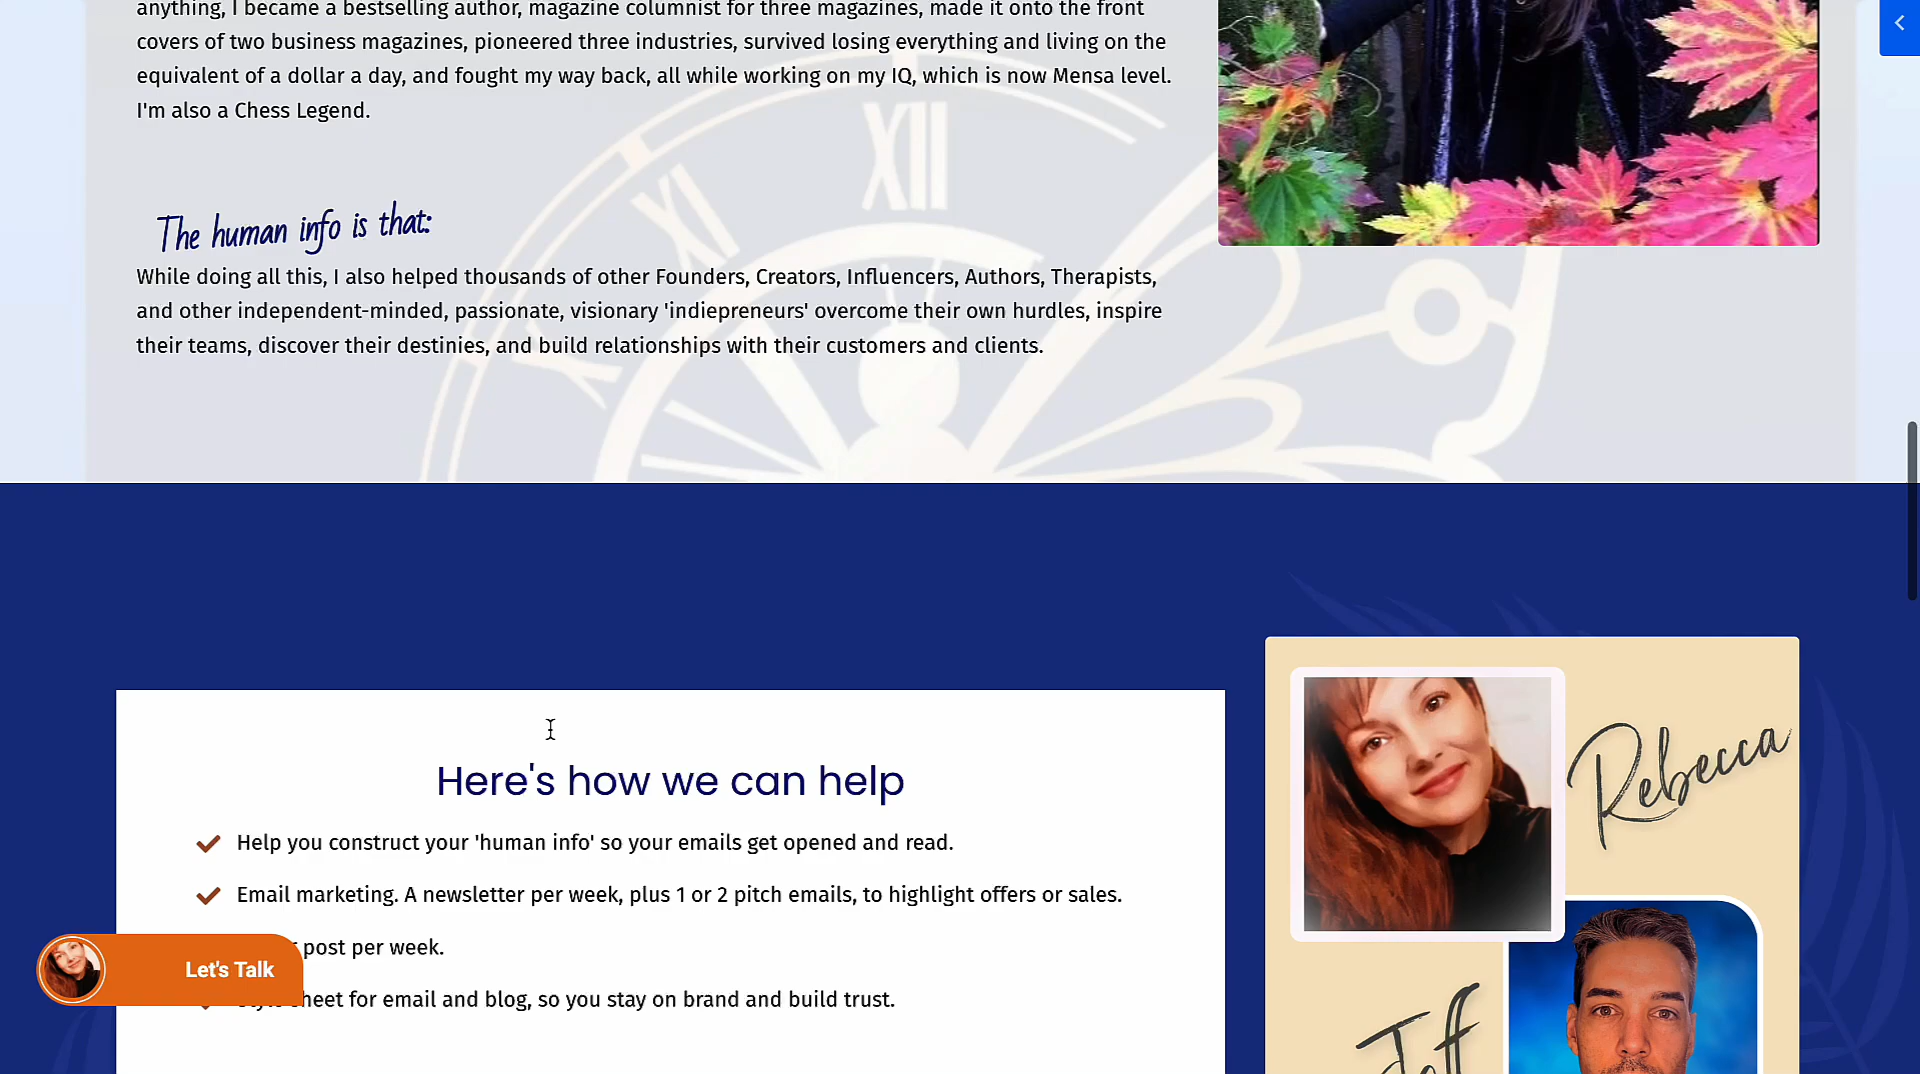 anything, I became a bestselling author, magazine columnist for three magazines, made it onto the front
covers of two business magazines, pioneered three industries, survived losing everything and living on the
equivalent of a dollar a day, and fought my way back, all while working on my IQ, which is now Mensa level.
I'm also a Chess Legend.
XII
XI
X
The human info is that:
While doing all this, I also helped thousands of other Founders, Creators, Influencers, Authors, Therapists,
and other independent-minded, passionate, visionary 'indiepreneurs' overcome their own hurdles, inspire
their teams, discover their destinies, and build relationships with their customers and clients.
Here's how we can help
Help you construct your 'human info' so your emails get opened and read.
Email marketing. A newsletter per week, plus 1 or 2 pitch emails, to highlight offers or sales.
post per week.
Let's Talk
sheet for email and blog, so you stay on brand and build trust.
Rebecca
Jeff